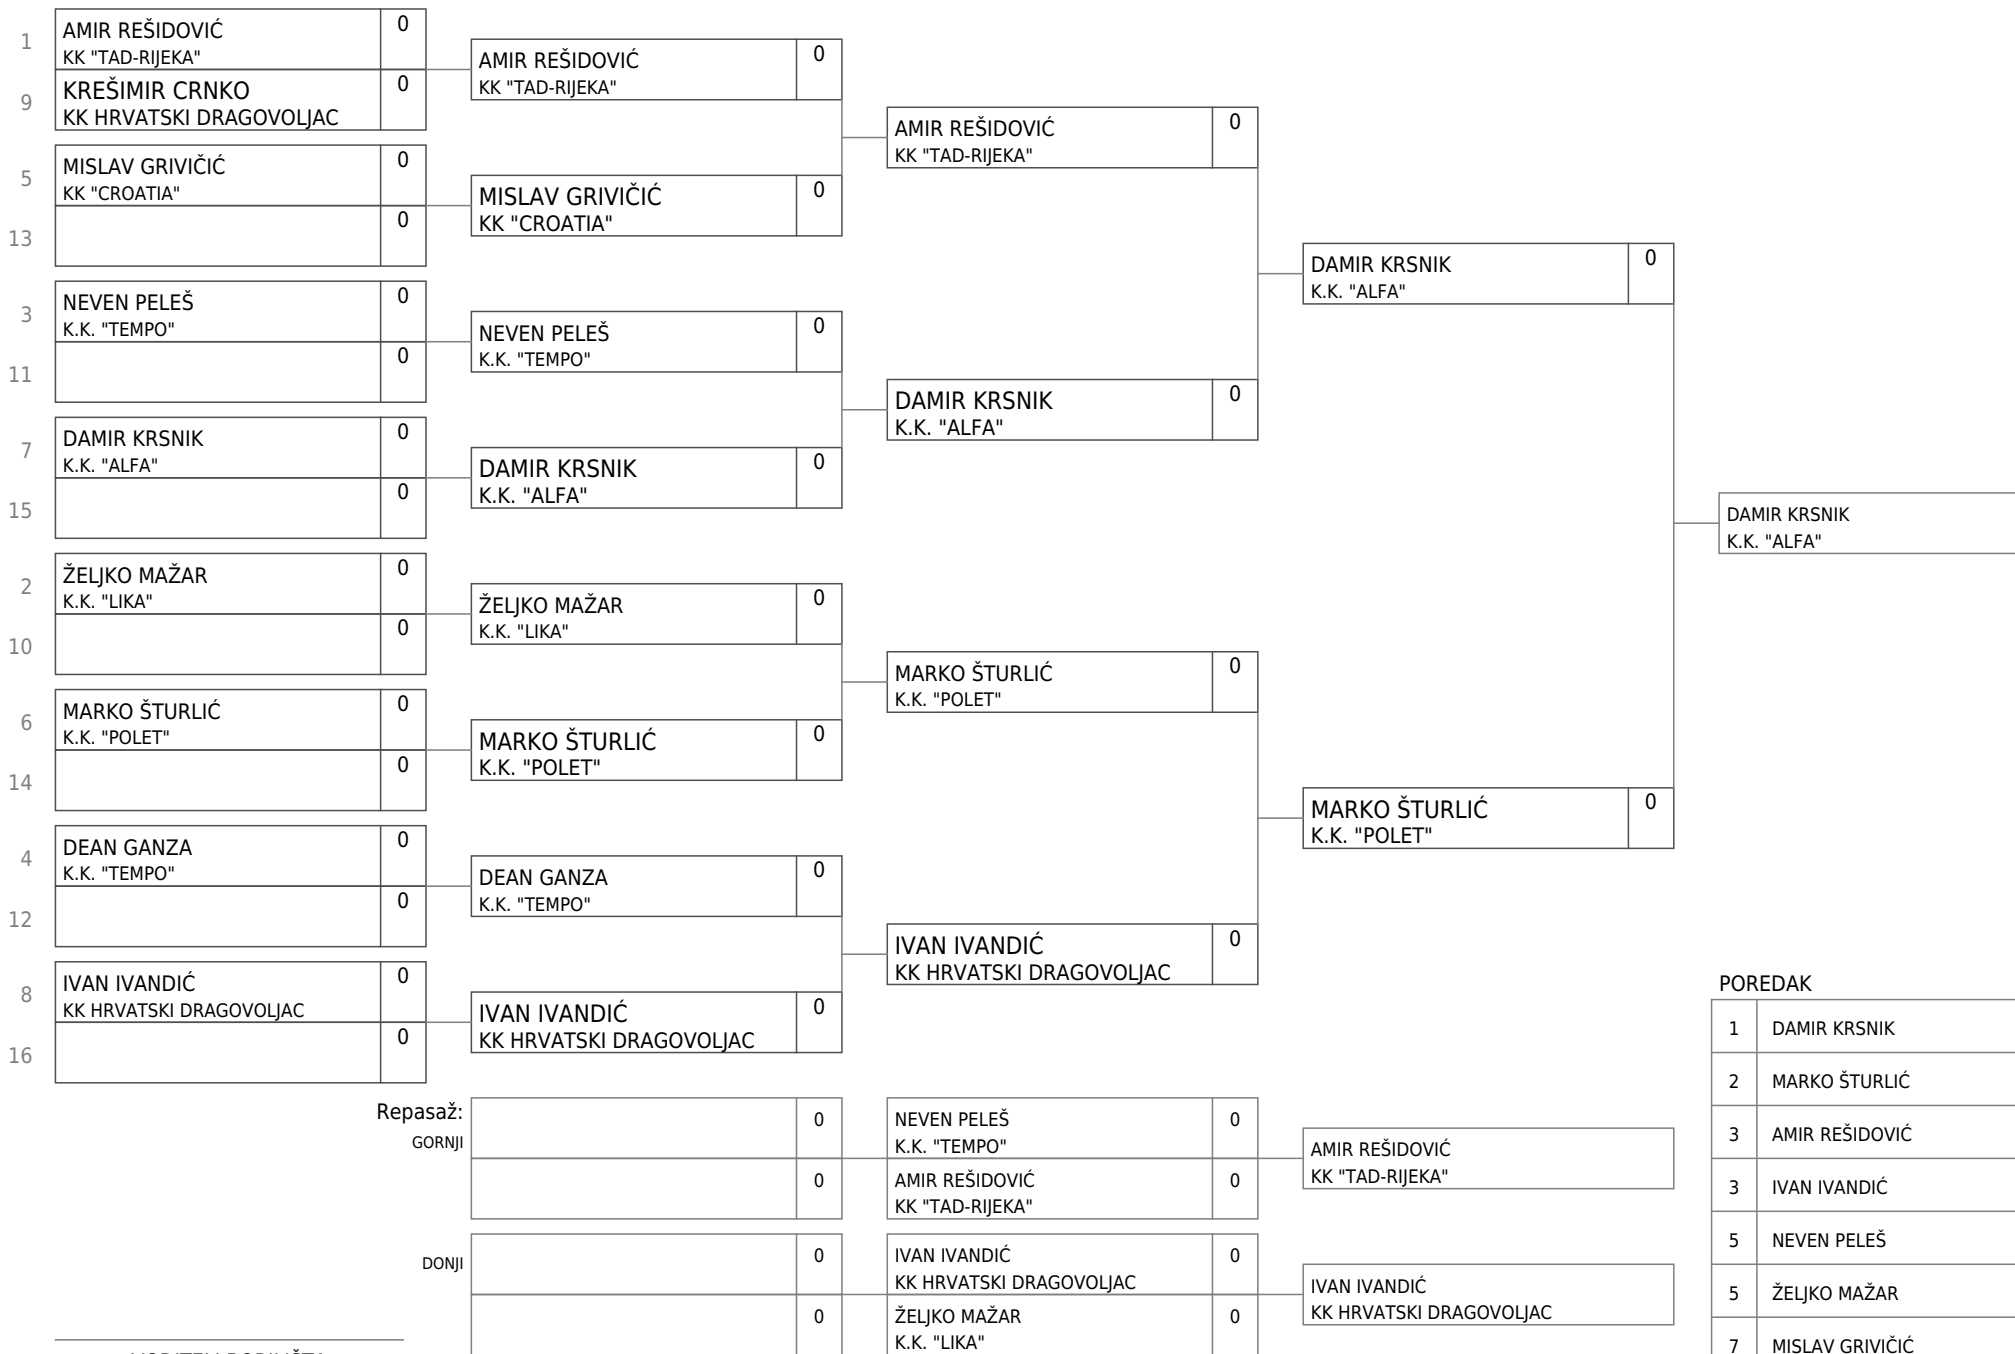 1
AMIR REŠIDOVIĆ
KK "TAD-RIJEKA"
0
9
KREŠIMIR CRNKO
KK HRVATSKI DRAGOVOLJAC
0
5
MISLAV GRIVIČIĆ
KK "CROATIA"
0
13
0
3
NEVEN PELEŠ
K.K. "TEMPO"
0
11
0
7
DAMIR KRSNIK
K.K. "ALFA"
0
15
0
2
ŽELJKO MAŽAR
K.K. "LIKA"
0
10
0
6
MARKO ŠTURLIĆ
K.K. "POLET"
0
14
0
4
DEAN GANZA
K.K. "TEMPO"
0
12
0
8
IVAN IVANDIĆ
KK HRVATSKI DRAGOVOLJAC
0
16
0
AMIR REŠIDOVIĆ
KK "TAD-RIJEKA"
0
MISLAV GRIVIČIĆ
KK "CROATIA"
0
NEVEN PELEŠ
K.K. "TEMPO"
0
DAMIR KRSNIK
K.K. "ALFA"
0
ŽELJKO MAŽAR
K.K. "LIKA"
0
MARKO ŠTURLIĆ
K.K. "POLET"
0
DEAN GANZA
K.K. "TEMPO"
0
IVAN IVANDIĆ
KK HRVATSKI DRAGOVOLJAC
0
AMIR REŠIDOVIĆ
KK "TAD-RIJEKA"
0
DAMIR KRSNIK
K.K. "ALFA"
0
MARKO ŠTURLIĆ
K.K. "POLET"
0
IVAN IVANDIĆ
KK HRVATSKI DRAGOVOLJAC
0
DAMIR KRSNIK
K.K. "ALFA"
0
MARKO ŠTURLIĆ
K.K. "POLET"
0
DAMIR KRSNIK
K.K. "ALFA"
Repasaž:
GORNJI
0
0
NEVEN PELEŠ
K.K. "TEMPO"
0
AMIR REŠIDOVIĆ
KK "TAD-RIJEKA"
0
AMIR REŠIDOVIĆ
KK "TAD-RIJEKA"
DONJI
0
0
IVAN IVANDIĆ
KK HRVATSKI DRAGOVOLJAC
0
ŽELJKO MAŽAR
K.K. "LIKA"
0
IVAN IVANDIĆ
KK HRVATSKI DRAGOVOLJAC
POREDAK
1 DAMIR KRSNIK
2 MARKO ŠTURLIĆ
3 AMIR REŠIDOVIĆ
3 IVAN IVANDIĆ
5 NEVEN PELEŠ
5 ŽELJKO MAŽAR
7 MISLAV GRIVIČIĆ